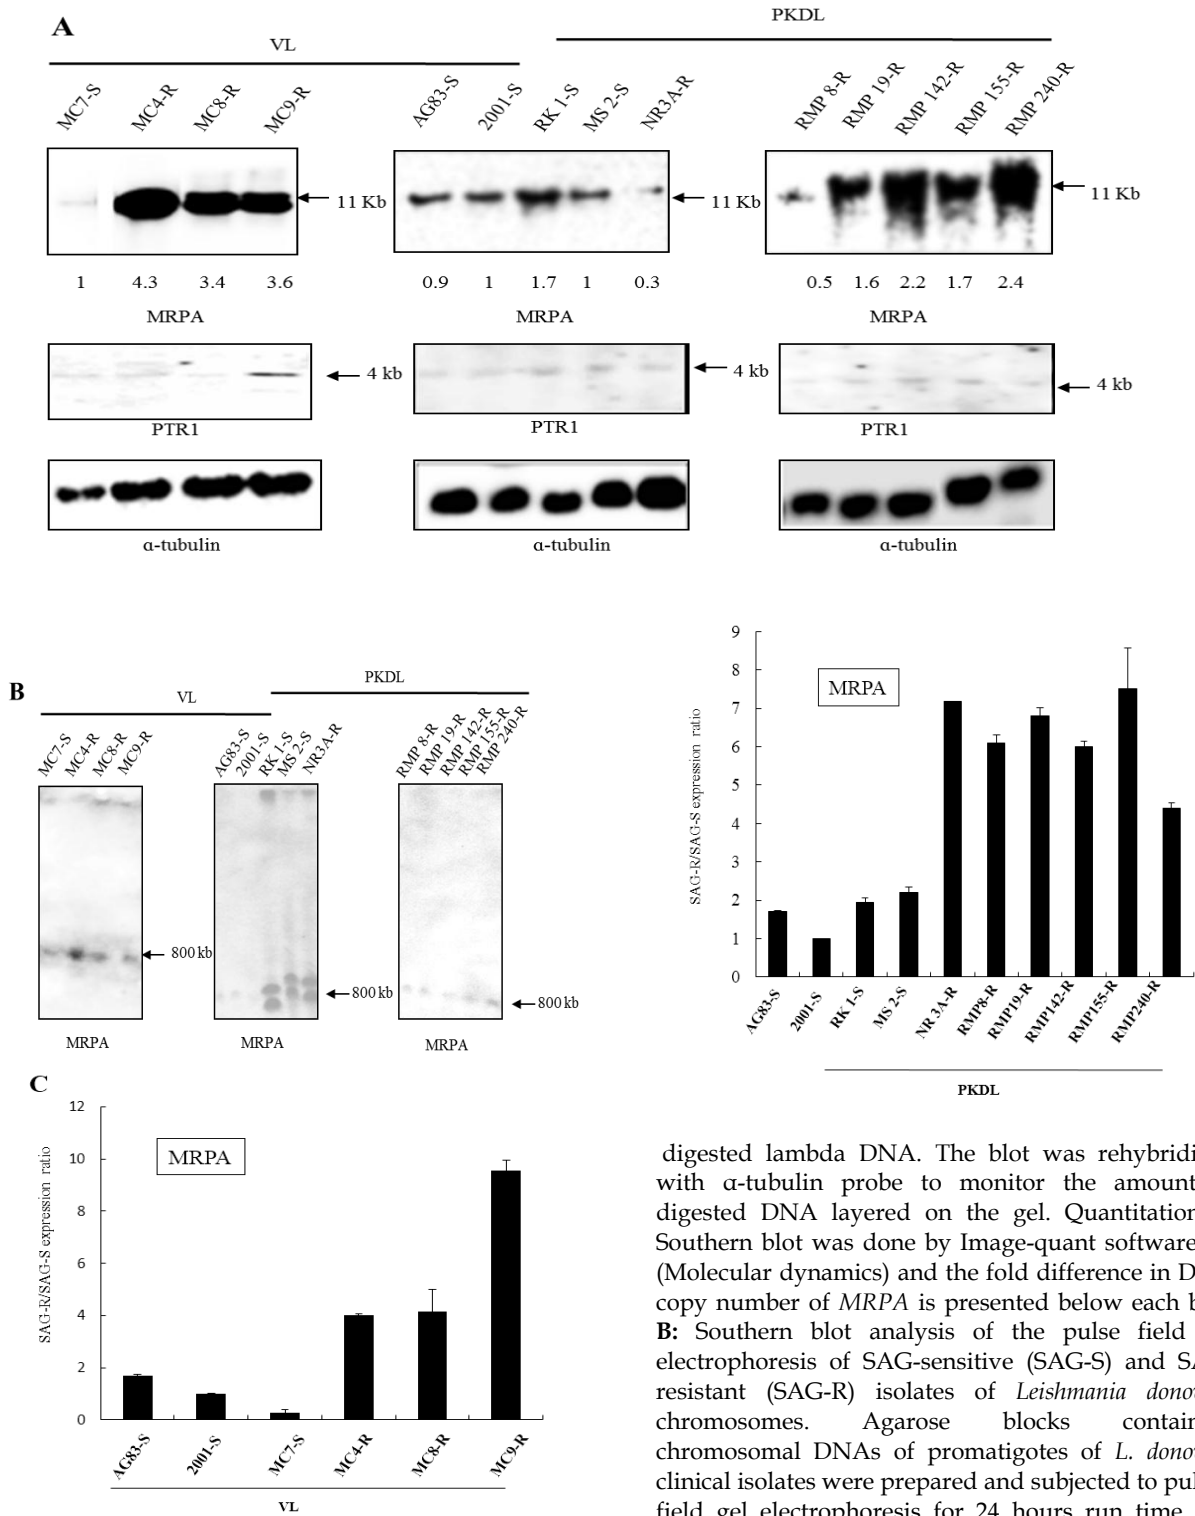 A
VL
PKDL
MC7-S
MC4-R
MC8-R
MC9-R
AG83-S
2001-S
RK 1-S
MS 2-S
NR3A-R
RMP 8-R
RMP 19-R
RMP 142-R
RMP 155-R
RMP 240-R
11 Kb
11 Kb
11 Kb
1 4.3 3.4 3.6
0.9 1 1.7 1 0.3
0.5 1.6 2.2 1.7 2.4
MRPA
MRPA
MRPA
4 kb
4 kb
4 kb
PTR1
PTR1
PTR1
α-tubulin
α-tubulin
α-tubulin
B
VL
PKDL
MC7-S
MC4-R
MC8-R
MC9-R
AG83-S
2001-S
RK 1-S
MS 2-S
NR3A-R
RMP 8-R
RMP 19-R
RMP 142-R
RMP 155-R
RMP 240-R
800 kb
800 kb
800 kb
MRPA
MRPA
MRPA
9
8
7
6
5
4
3
2
1
0
SAG-R/SAG-S expression ratio
MRPA
AG83-S
2001-S
RK 1-S
MS 2-S
NR 3A-R
RMP8-R
RMP19-R
RMP142-R
RMP155-R
RMP240-R
PKDL
C
12
10
8
6
4
2
0
SAG-R/SAG-S expression ratio
MRPA
AG83-S
2001-S
MC7-S
MC4-R
MC8-R
MC9-R
VL
digested lambda DNA. The blot was rehybridi
with α-tubulin probe to monitor the amount
digested DNA layered on the gel. Quantitation
Southern blot was done by Image-quant software
(Molecular dynamics) and the fold difference in D
copy number of MRPA is presented below each b
B: Southern blot analysis of the pulse field
electrophoresis of SAG-sensitive (SAG-S) and SA
resistant (SAG-R) isolates of Leishmania dono
chromosomes. Agarose blocks contain
chromosomal DNAs of promatigotes of L. dono
clinical isolates were prepared and subjected to pul
field gel electrophoresis for 24 hours run time